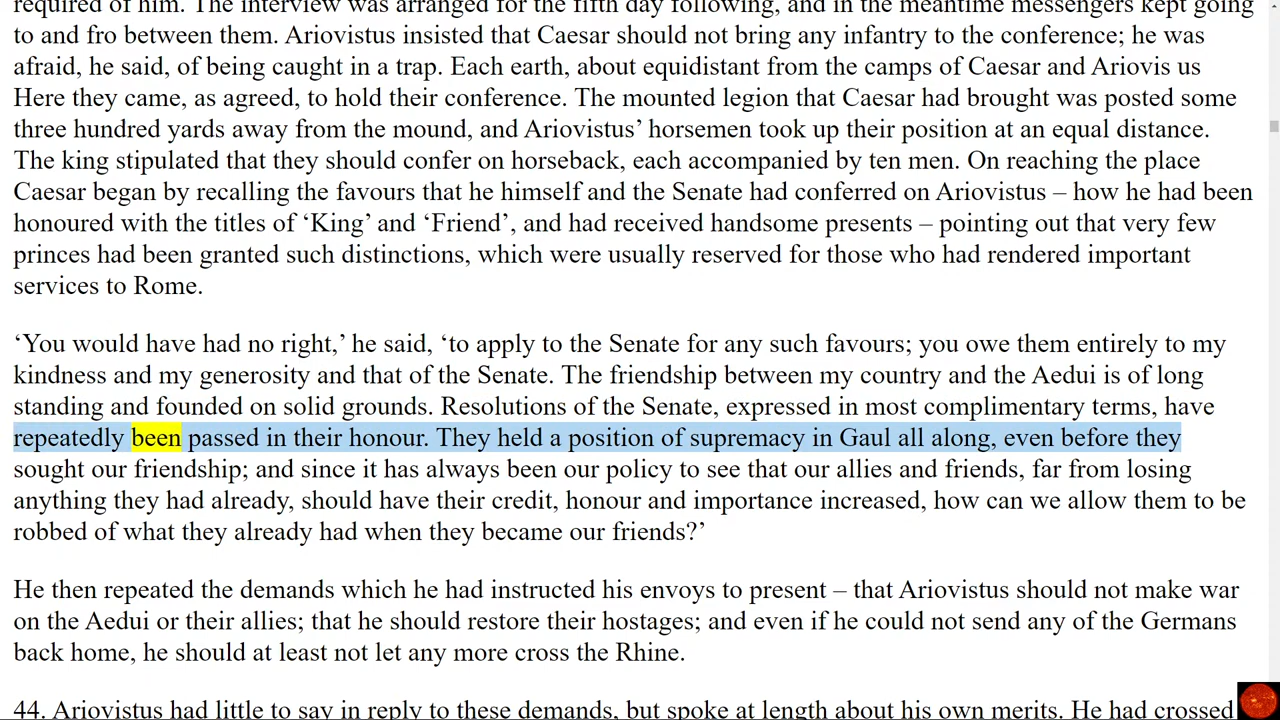 required of him. The interview was arranged for the fifth day following, and in the meantime messengers kept going
to and fro between them. Ariovistus insisted that Caesar should not bring any infantry to the conference; he was
afraid, he said, of being caught in a trap. Each earth, about equidistant from the camps of Caesar and Ariovis us
Here they came, as agreed, to hold their conference. The mounted legion that Caesar had brought was posted some
three hundred yards away from the mound, and Ariovistus’ horsemen took up their position at an equal distance.
The king stipulated that they should confer on horseback, each accompanied by ten men. On reaching the place
Caesar began by recalling the favours that he himself and the Senate had conferred on Ariovistus – how he had been
honoured with the titles of ‘King’ and ‘Friend’, and had received handsome presents – pointing out that very few
princes had been granted such distinctions, which were usually reserved for those who had rendered important
services to Rome.
‘You would have had no right,’ he said, ‘to apply to the Senate for any such favours; you owe them entirely to my
kindness and my generosity and that of the Senate. The friendship between my country and the Aedui is of long
standing and founded on solid grounds. Resolutions of the Senate, expressed in most complimentary terms, have
repeatedly been passed in their honour. They held a position of supremacy in Gaul all along, even before they
sought our friendship; and since it has always been our policy to see that our allies and friends, far from losing
anything they had already, should have their credit, honour and importance increased, how can we allow them to be
robbed of what they already had when they became our friends?’
He then repeated the demands which he had instructed his envoys to present – that Ariovistus should not make war
on the Aedui or their allies; that he should restore their hostages; and even if he could not send any of the Germans
back home, he should at least not let any more cross the Rhine.
44. Ariovistus had little to say in reply to these demands, but spoke at length about his own merits. He had crossed